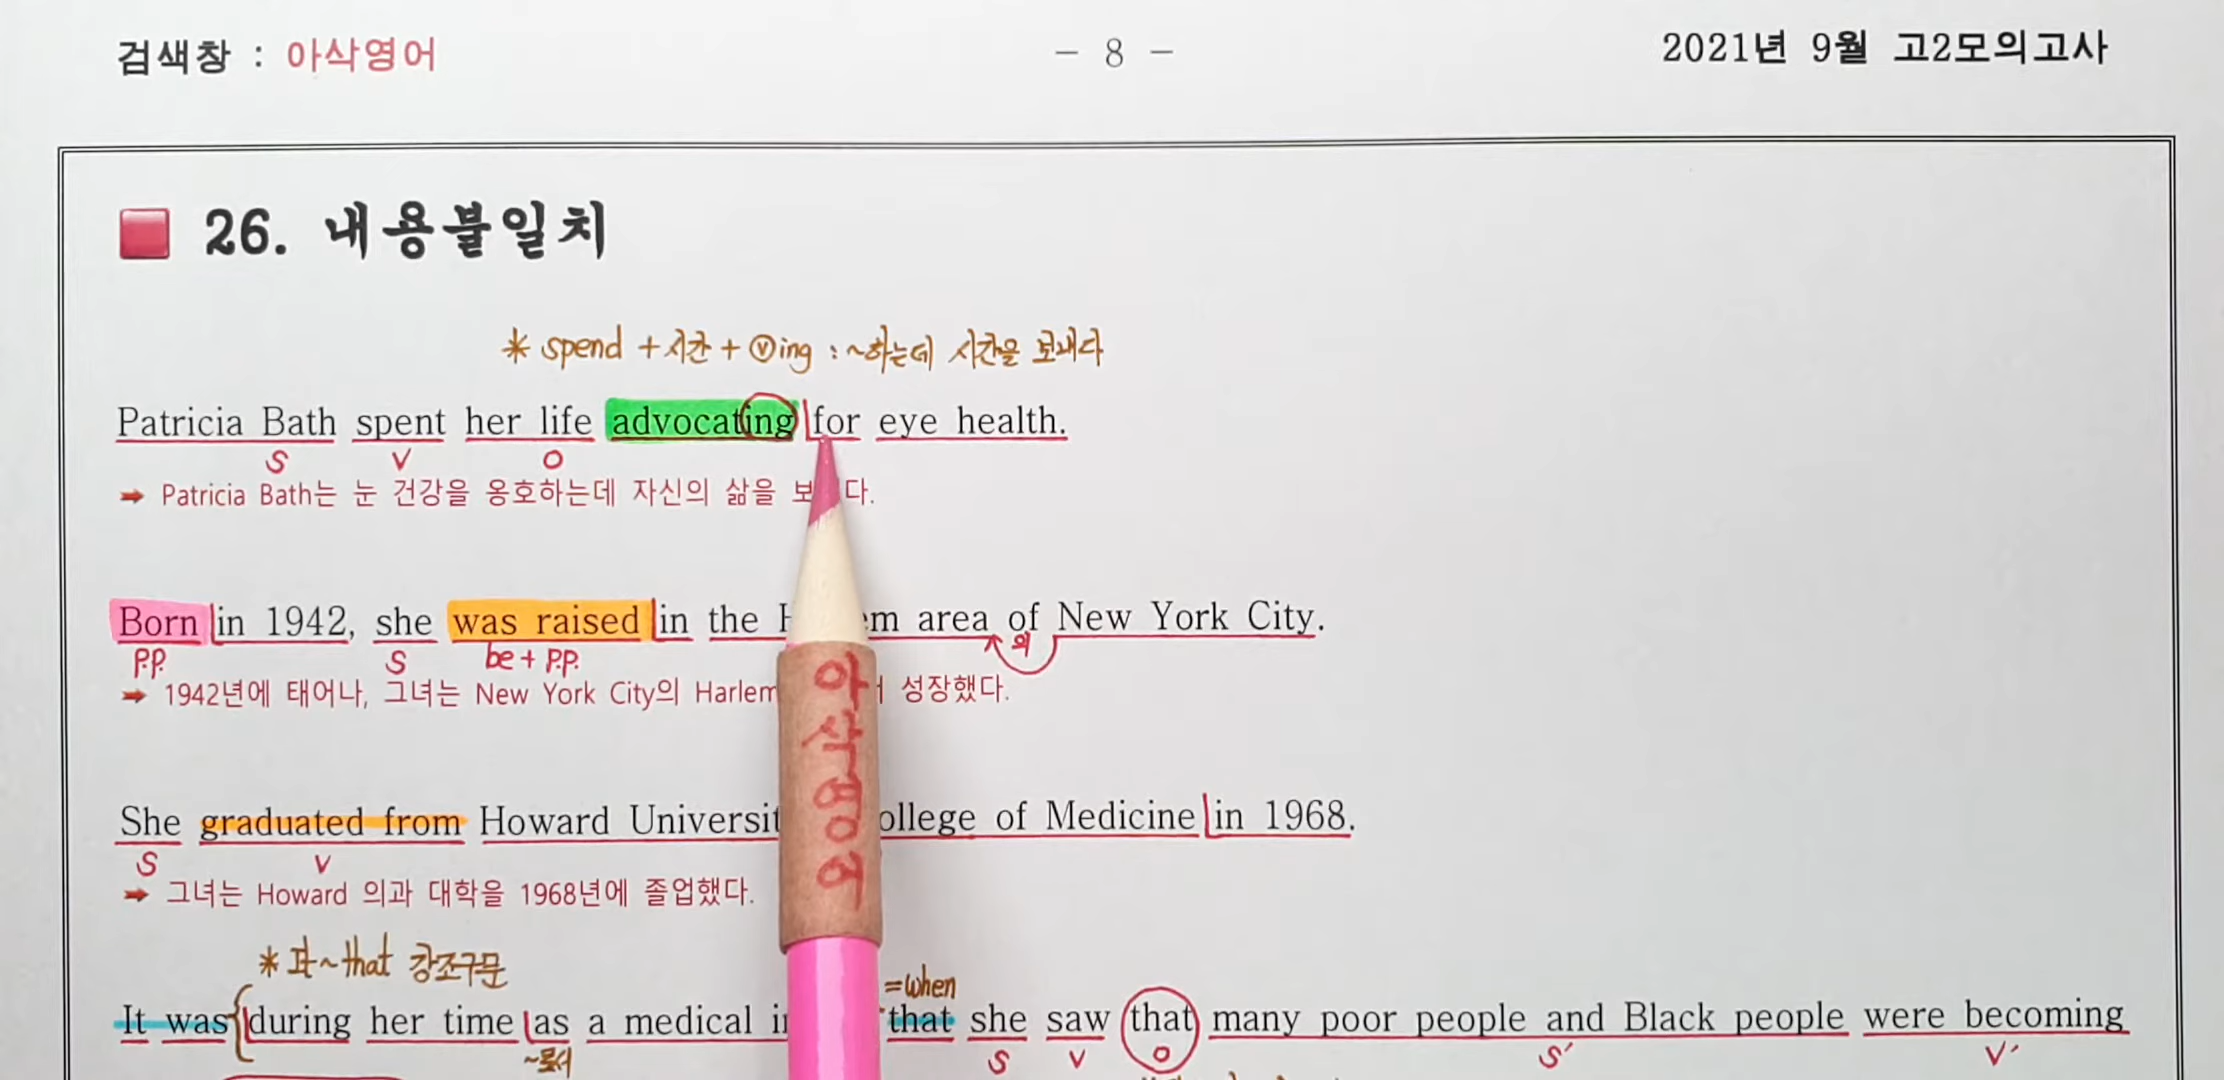 검색창 : 아삭영어
- 8 -
2021년 9월 고2모의고사
26. 내용불일치
* spend + 시간 + ⓥing : ~하는데 시간을 보내다
Patricia Bath spent her life advocating for eye health.
S V O
➡ Patricia Bath는 눈 건강을 옹호하는데 자신의 삶을 보 다.
Born in 1942, she was raised in the area of New York City.
의
P.P. S be + P.P.
➡ 1942년에 태어나, 그녀는 New York City의 Harlem 성장했다.
She graduated from Howard of Medicine in 1968.
S V
➡ 그녀는 Howard 의과 대학을 1968년에 졸업했다.
아삭영어
* It ~ that 강조구문
=when
It was during her time as a medical that she saw that many poor people and Black people were becoming
~로서 S V O S' V'